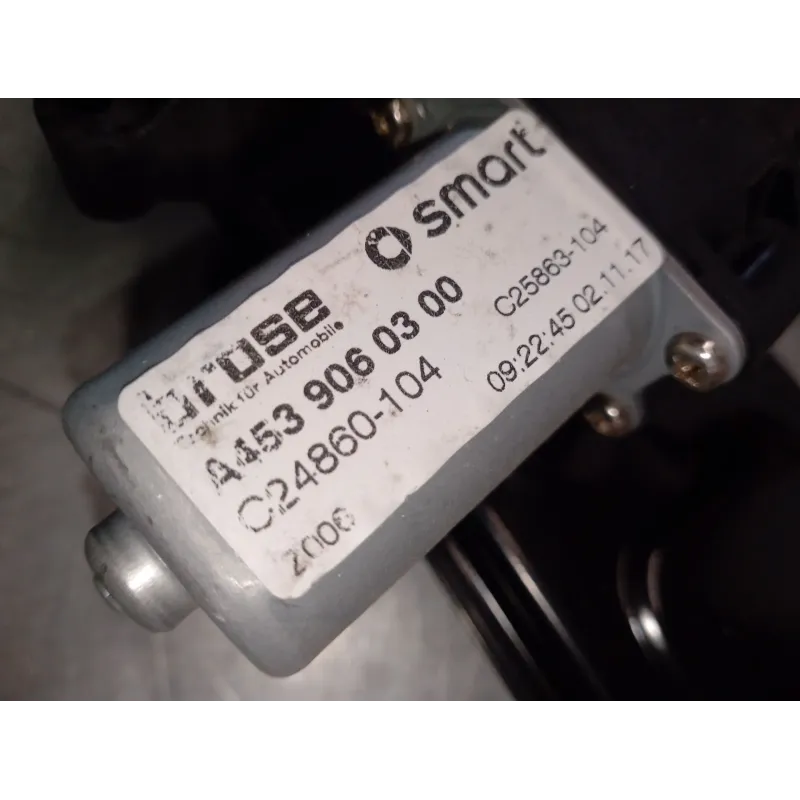 smart
brose
Technik für Automobile
A453 906 03 00
C24860-104
C25863-104
09:22:45 02.11.17
2006